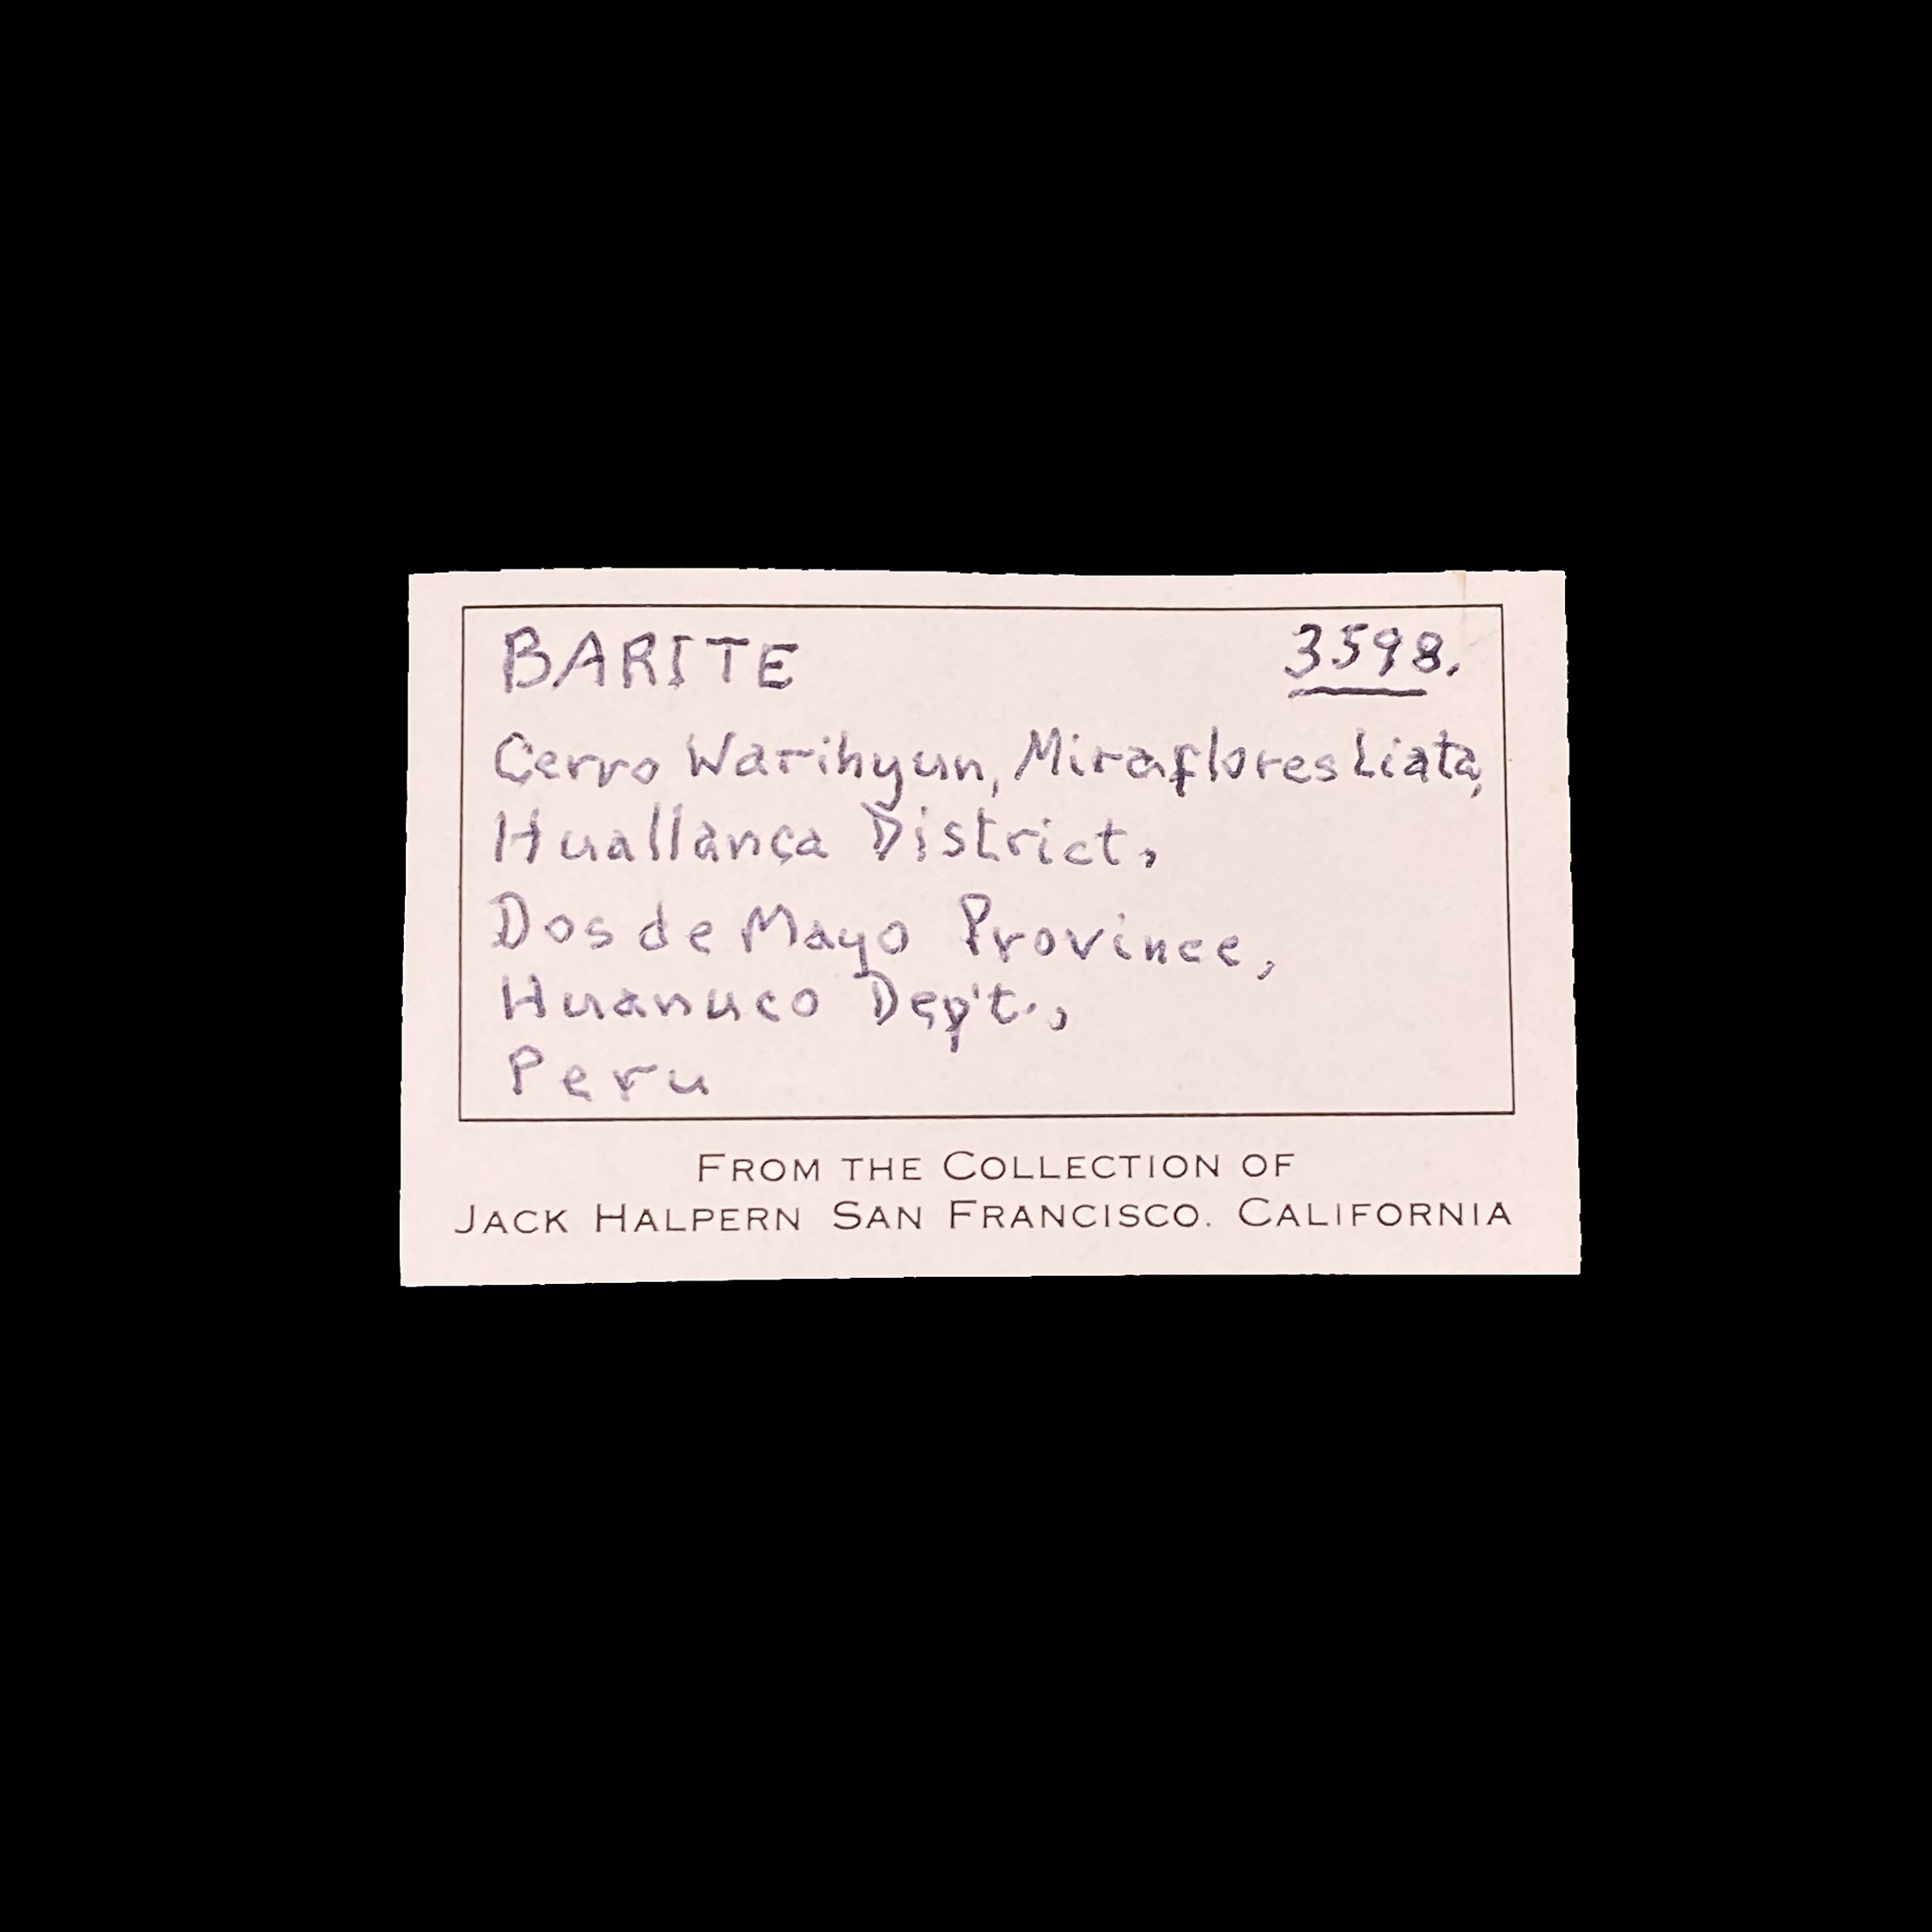 BARITE 3598.
Cerro Warihyun, Miraflores Liata,
Huallanca District,
Dos de Mayo Province,
Huanuco Dep't.,
Peru
FROM THE COLLECTION OF
JACK HALPERN SAN FRANCISCO. CALIFORNIA